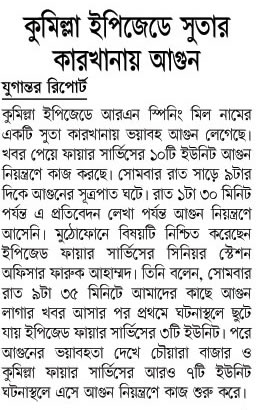 কুমিল্লা ইপিজেডে সুতার
কারখানায় আগুন
যুগান্তর রিপোর্ট
কুমিল্লা ইপিজেডে আরএন স্পিনিং মিল নামের
একটি সুতা কারখানায় ভয়াবহ আগুন লেগেছে।
খবর পেয়ে ফায়ার সার্ভিসের ১০টি ইউনিট আগুন
নিয়ন্ত্রণে কাজ করছে। সোমবার রাত সাড়ে ৯টার
দিকে আগুনের সূত্রপাত ঘটে। রাত ১টা ৩০ মিনিট
পর্যন্ত এ প্রতিবেদন লেখা পর্যন্ত আগুন নিয়ন্ত্রণে
আসেনি। মুঠোফোনে বিষয়টি নিশ্চিত করেছেন
ইপিজেড ফায়ার সার্ভিসের সিনিয়র স্টেশন
অফিসার ফারুক আহাম্মদ। তিনি বলেন, সোমবার
রাত ৯টা ৩৫ মিনিটে আমাদের কাছে আগুন
লাগার খবর আসার পর প্রথমে ঘটনাস্থলে ছুটে
যায় ইপিজেড ফায়ার সার্ভিসের ৩টি ইউনিট। পরে
আগুনের ভয়াবহতা দেখে চৌয়ারা বাজার ও
কুমিল্লা ফায়ার সার্ভিসের আরও ৭টি ইউনিট
ঘটনাস্থলে এসে আগুন নিয়ন্ত্রণে কাজ শুরু করে।